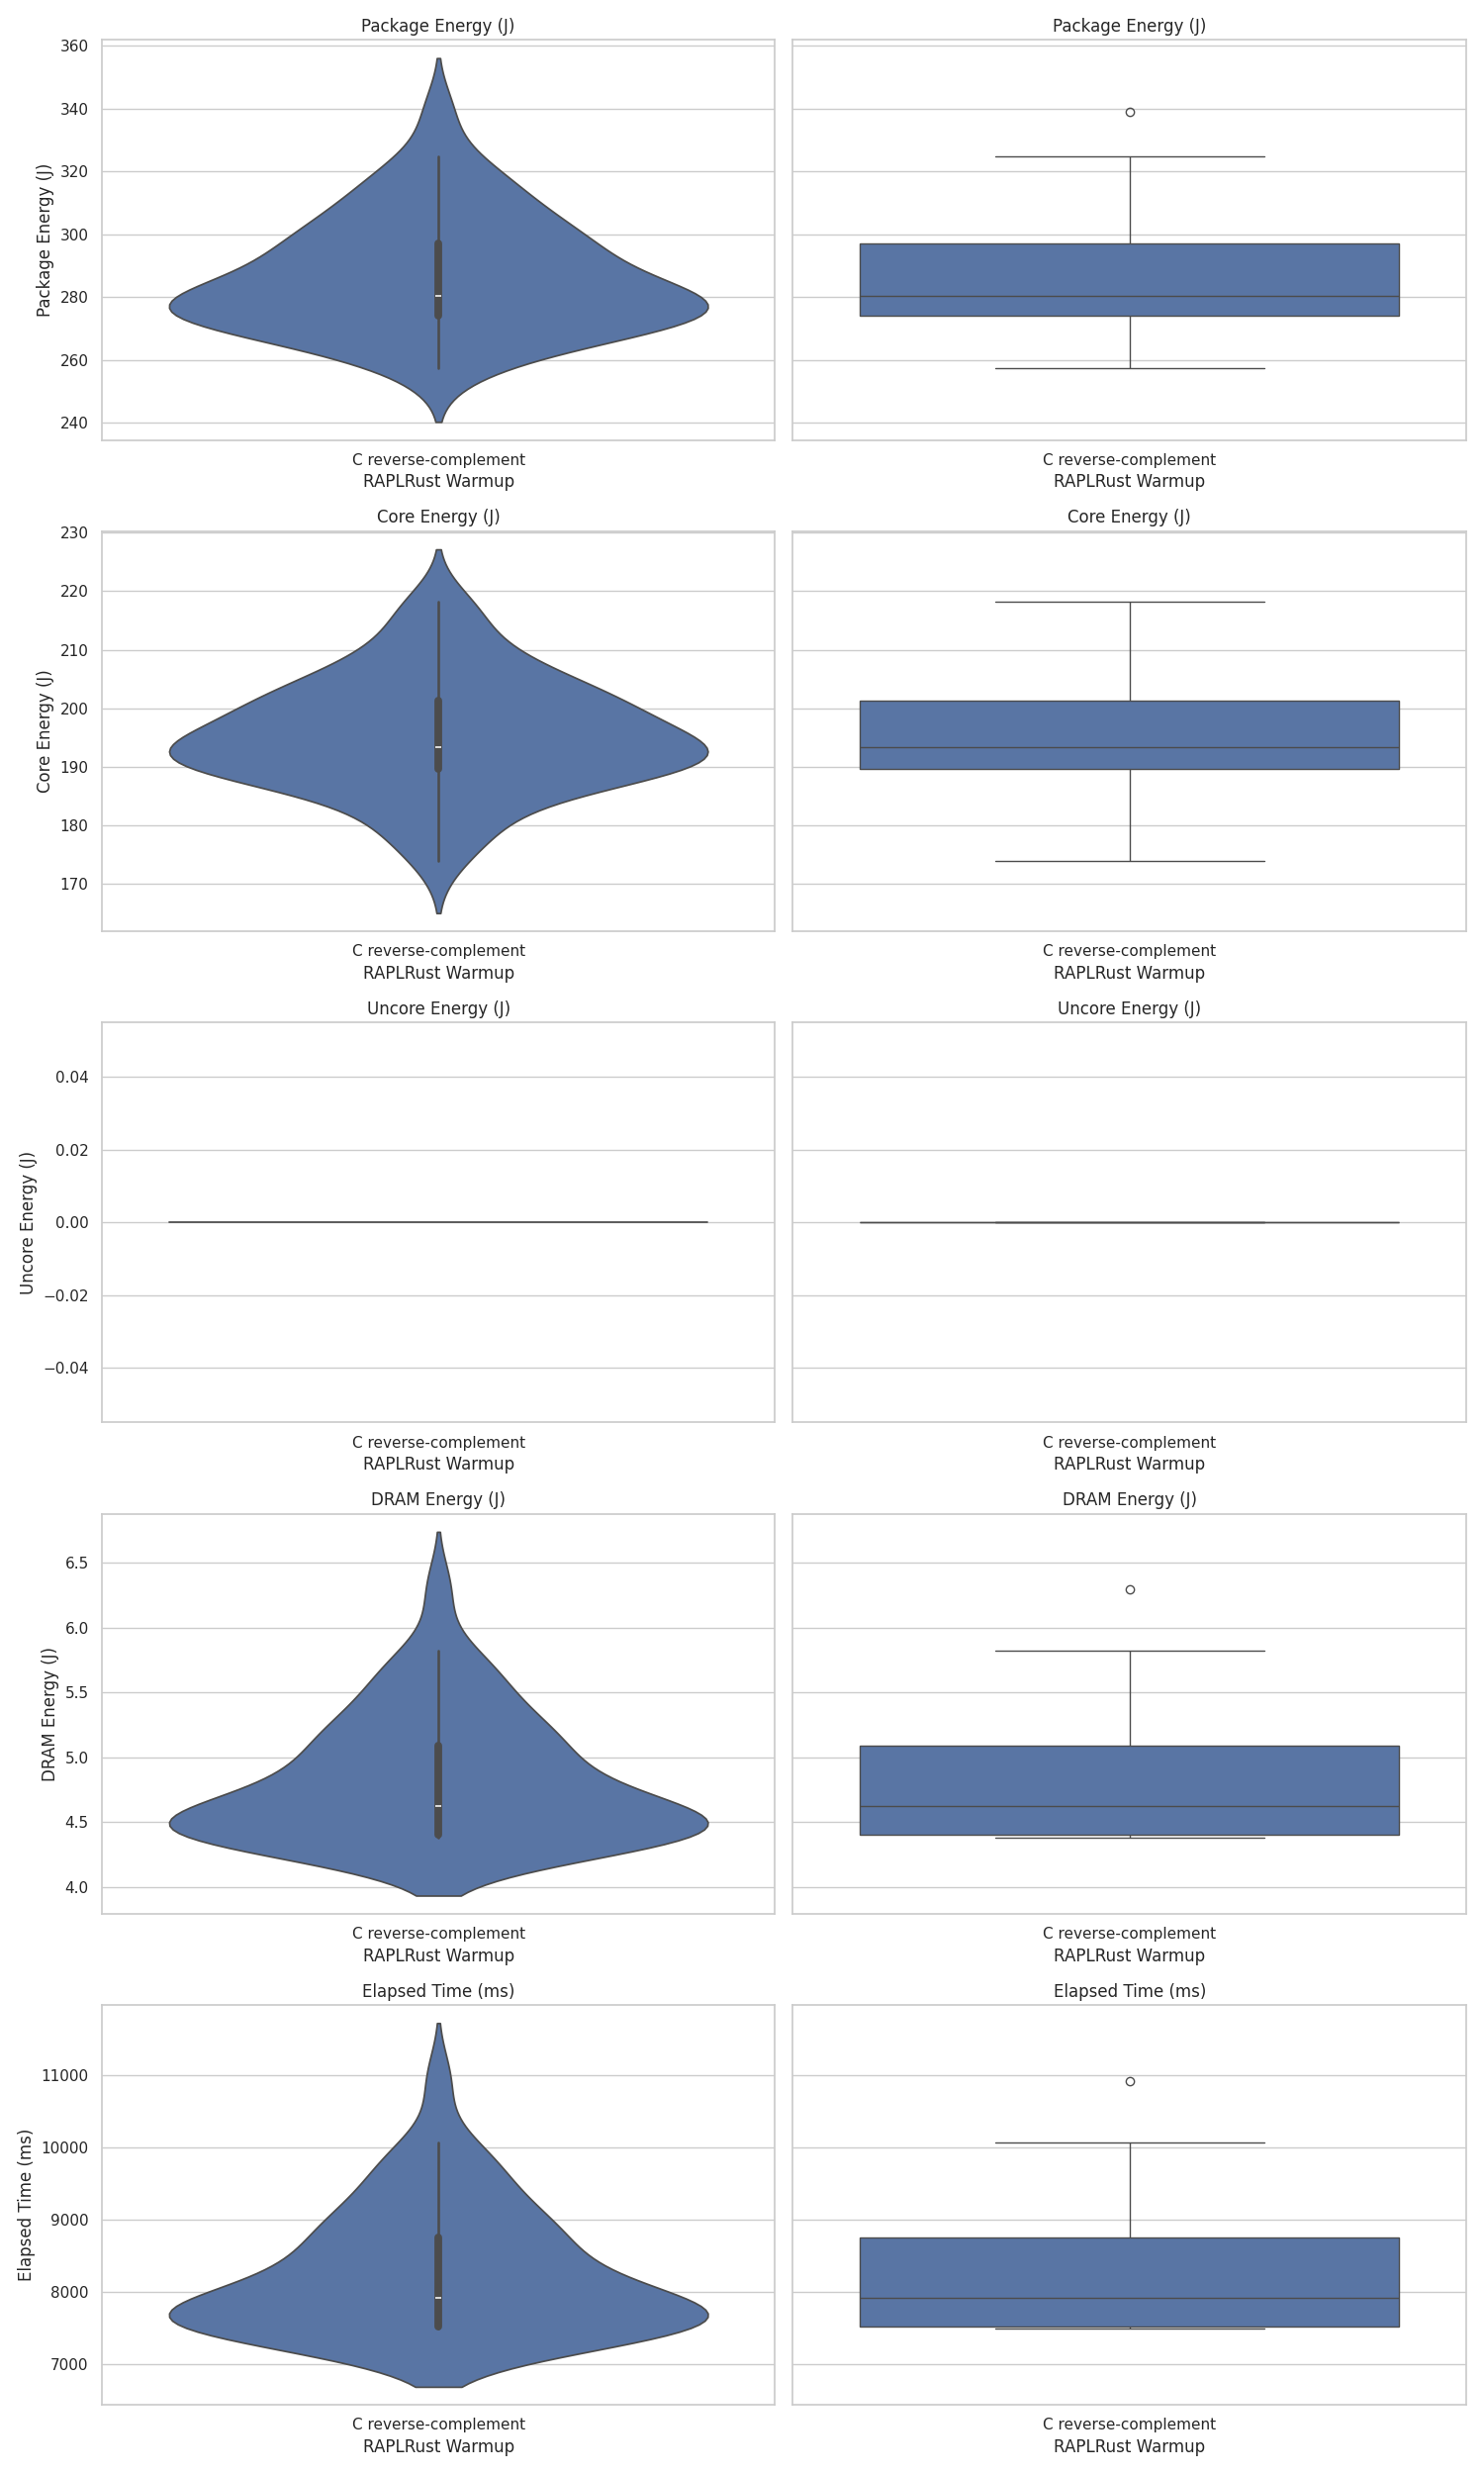 Package Energy (J)
Package Energy (J)
360
340
320
300
280
260
240
Package Energy (J)
C reverse-complement
RAPLRust Warmup
C reverse-complement
RAPLRust Warmup
Core Energy (J)
Core Energy (J)
230
220
210
200
190
180
170
Core Energy (J)
C reverse-complement
RAPLRust Warmup
C reverse-complement
RAPLRust Warmup
Uncore Energy (J)
Uncore Energy (J)
0.04
0.02
0.00
−0.02
−0.04
Uncore Energy (J)
C reverse-complement
RAPLRust Warmup
C reverse-complement
RAPLRust Warmup
DRAM Energy (J)
DRAM Energy (J)
6.5
6.0
5.5
5.0
4.5
4.0
DRAM Energy (J)
C reverse-complement
RAPLRust Warmup
C reverse-complement
RAPLRust Warmup
Elapsed Time (ms)
Elapsed Time (ms)
11000
10000
9000
8000
7000
Elapsed Time (ms)
C reverse-complement
RAPLRust Warmup
C reverse-complement
RAPLRust Warmup